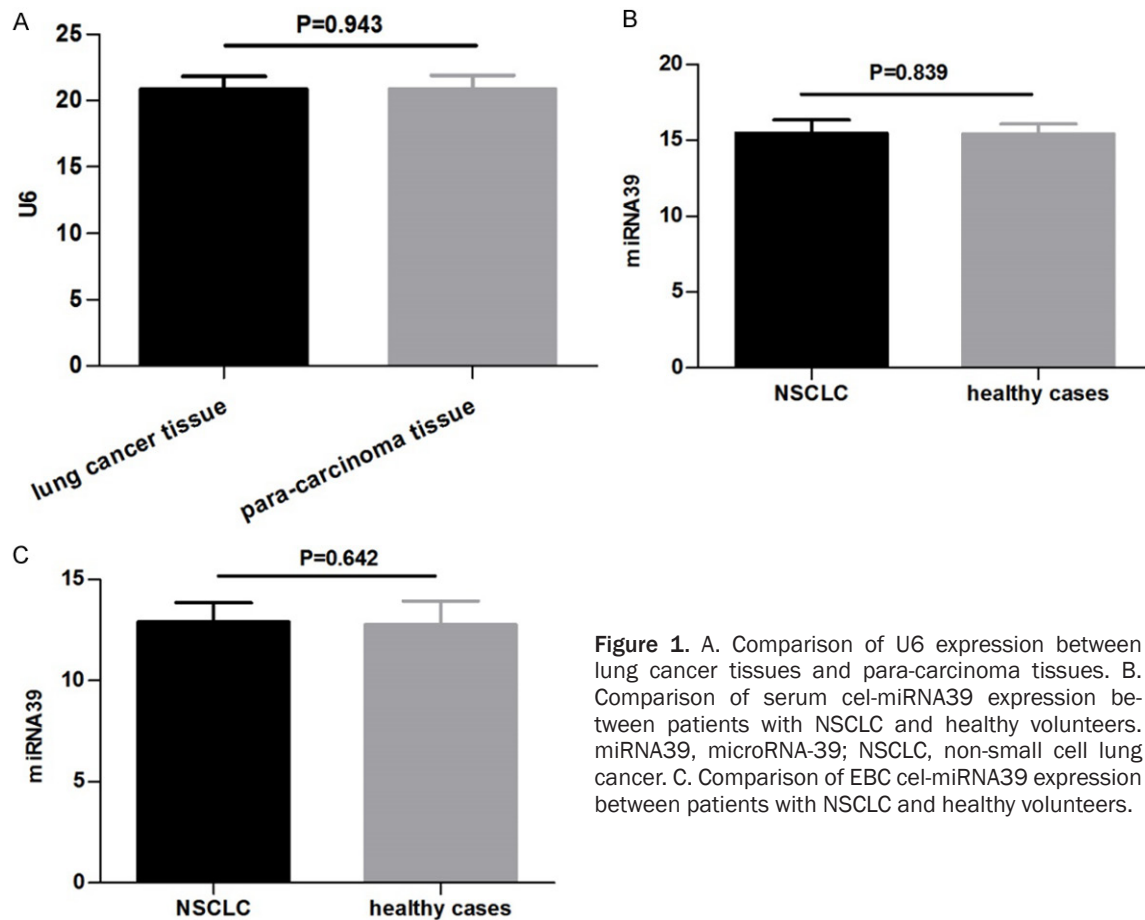 A
P=0.943
25
20
15
10
5
0
U6
lung cancer tissue
para-carcinoma tissue
B
P=0.839
20
15
10
5
0
miRNA39
NSCLC
healthy cases
C
P=0.642
15
10
5
0
miRNA39
NSCLC
healthy cases
Figure 1. A. Comparison of U6 expression between
lung cancer tissues and para-carcinoma tissues. B.
Comparison of serum cel-miRNA39 expression be-
tween patients with NSCLC and healthy volunteers.
miRNA39, microRNA-39; NSCLC, non-small cell lung
cancer. C. Comparison of EBC cel-miRNA39 expression
between patients with NSCLC and healthy volunteers.